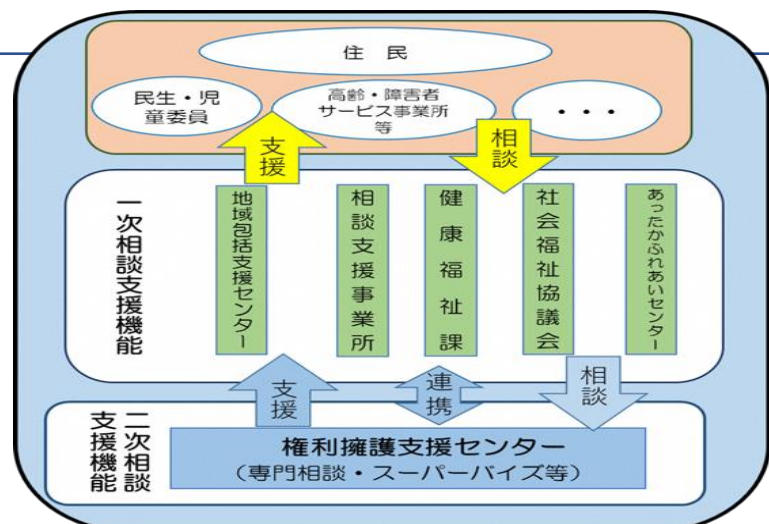 住　民
民生・児
童委員
高齢・障害者
サービス事業所
等
・・・
支援
相談
一次相談支援機能
地域包括支援センター
相談支援事業所
健康福祉課
社会福祉協議会
あったかふれあいセンター
支援
連携
相談
二次相談
支援機能
権利擁護支援センター
（専門相談・スーパーバイズ等）